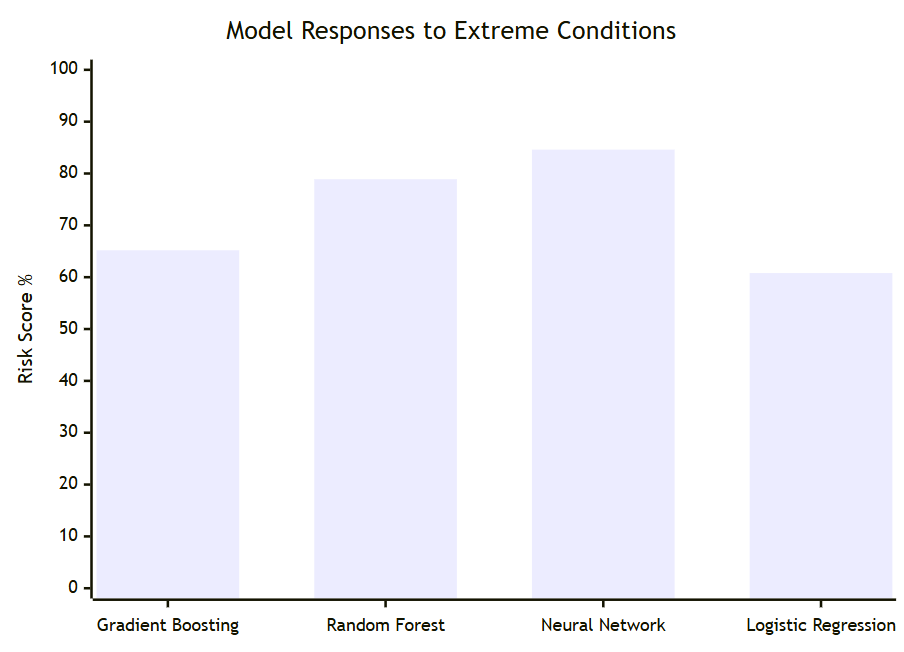 Model Responses to Extreme Conditions
Risk Score %
100
90
80
70
60
50
40
30
20
10
0
Gradient Boosting
Random Forest
Neural Network
Logistic Regression